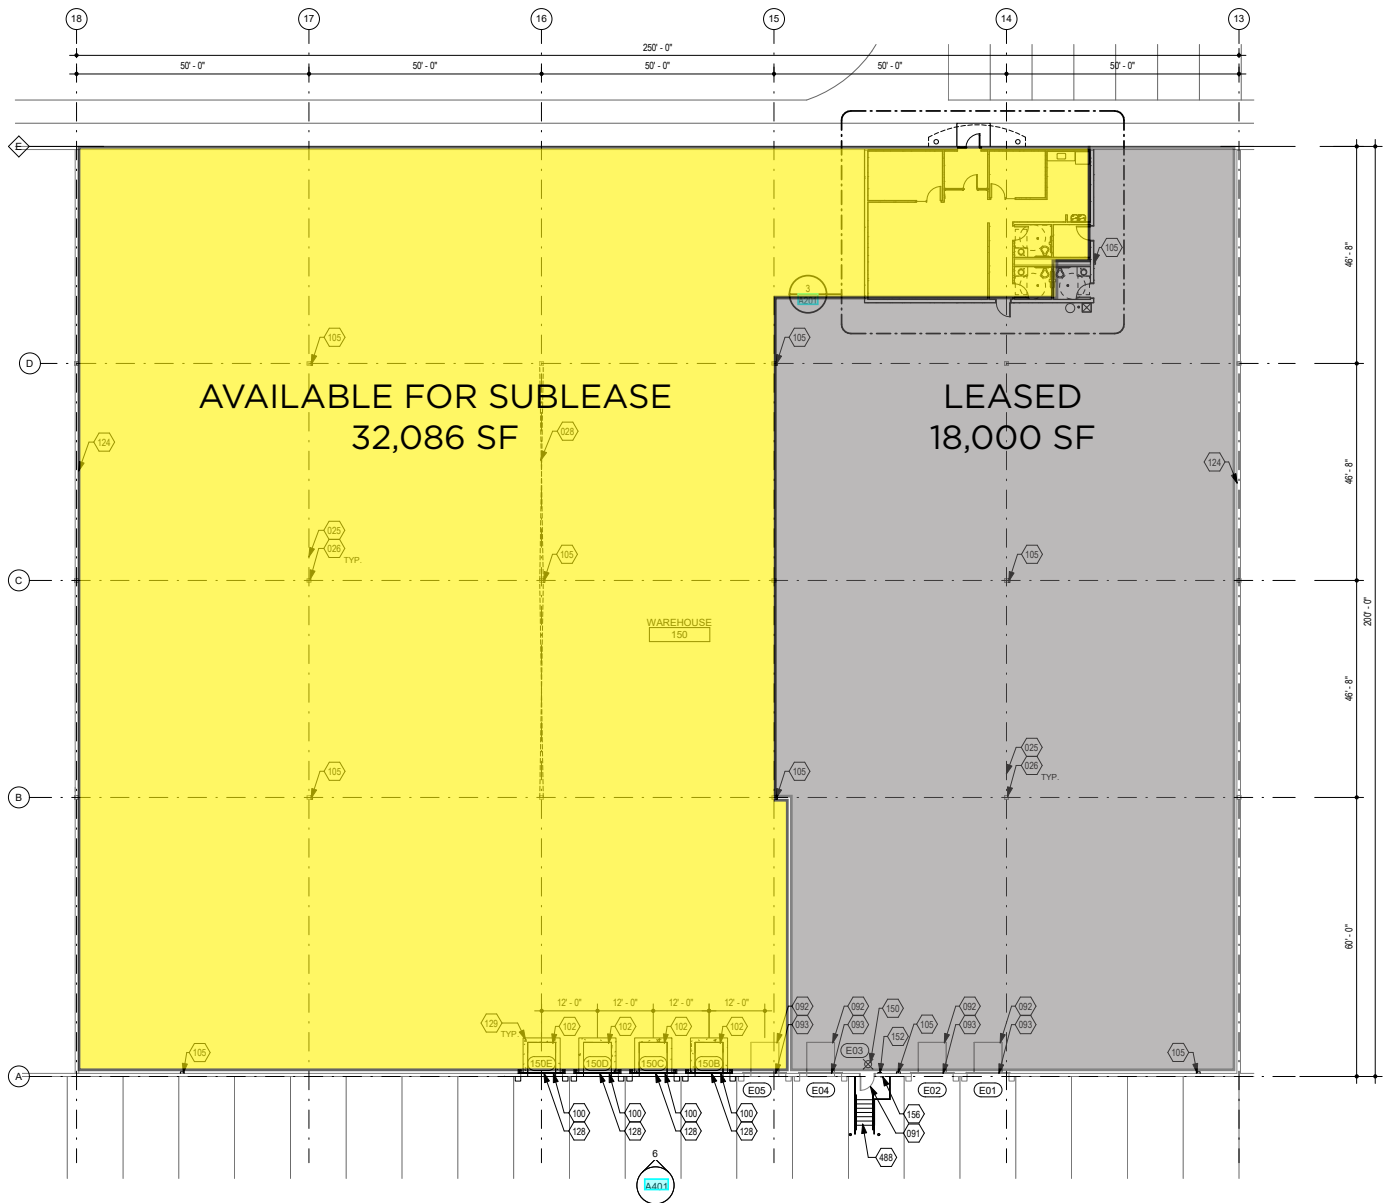 18 17 16 15 14 13
250' - 0"
50' - 0" 50' - 0" 50' - 0" 50' - 0" 50' - 0"
E
105
46' - 8"
3
A201
105 105
D
AVAILABLE FOR SUBLEASE
32,086 SF
LEASED
18,000 SF
028
124
124
46' - 8"
025
026
TYP.
105
105
C
WAREHOUSE
150
200' - 0"
46' - 8"
025
026
TYP.
105
105
B
60' - 0"
12' - 0" 12' - 0" 12' - 0" 12' - 0"
092 092 150 092 092
129
TYP.
102 102 102 102
093 093 152 105 093 093
105
E03
105
150E 150D 150C 150B
A
E05 E04 E02 E01
100 100 100 100 156
128 128 128 128 091
488
6
A401